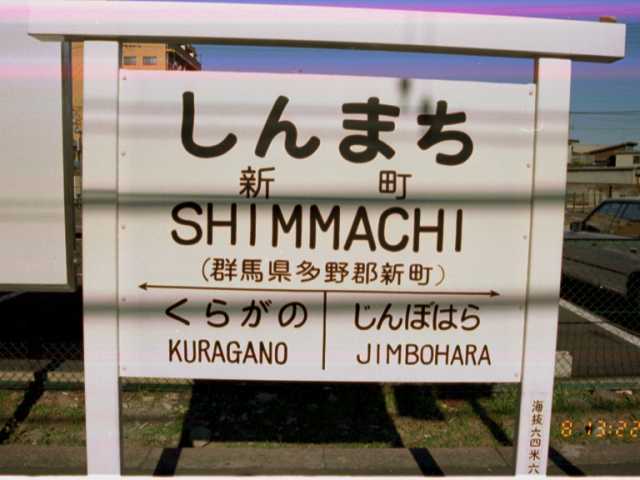 しんまち
新町
SHIMMACHI
(群馬県多野郡新町)
くらがの じんぼはら
KURAGANO JIMBOHARA
海抜六四米六
8 13:22